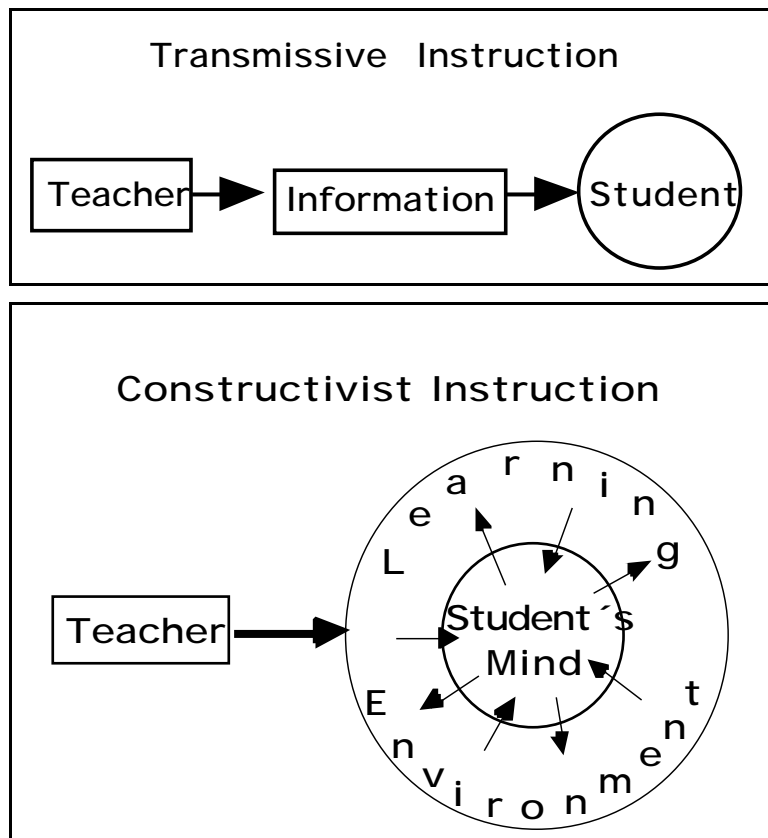 Transmissive Instruction
Teacher
Information
Student
Constructivist Instruction
Learning
Teacher
Student´s
Mind
Environment